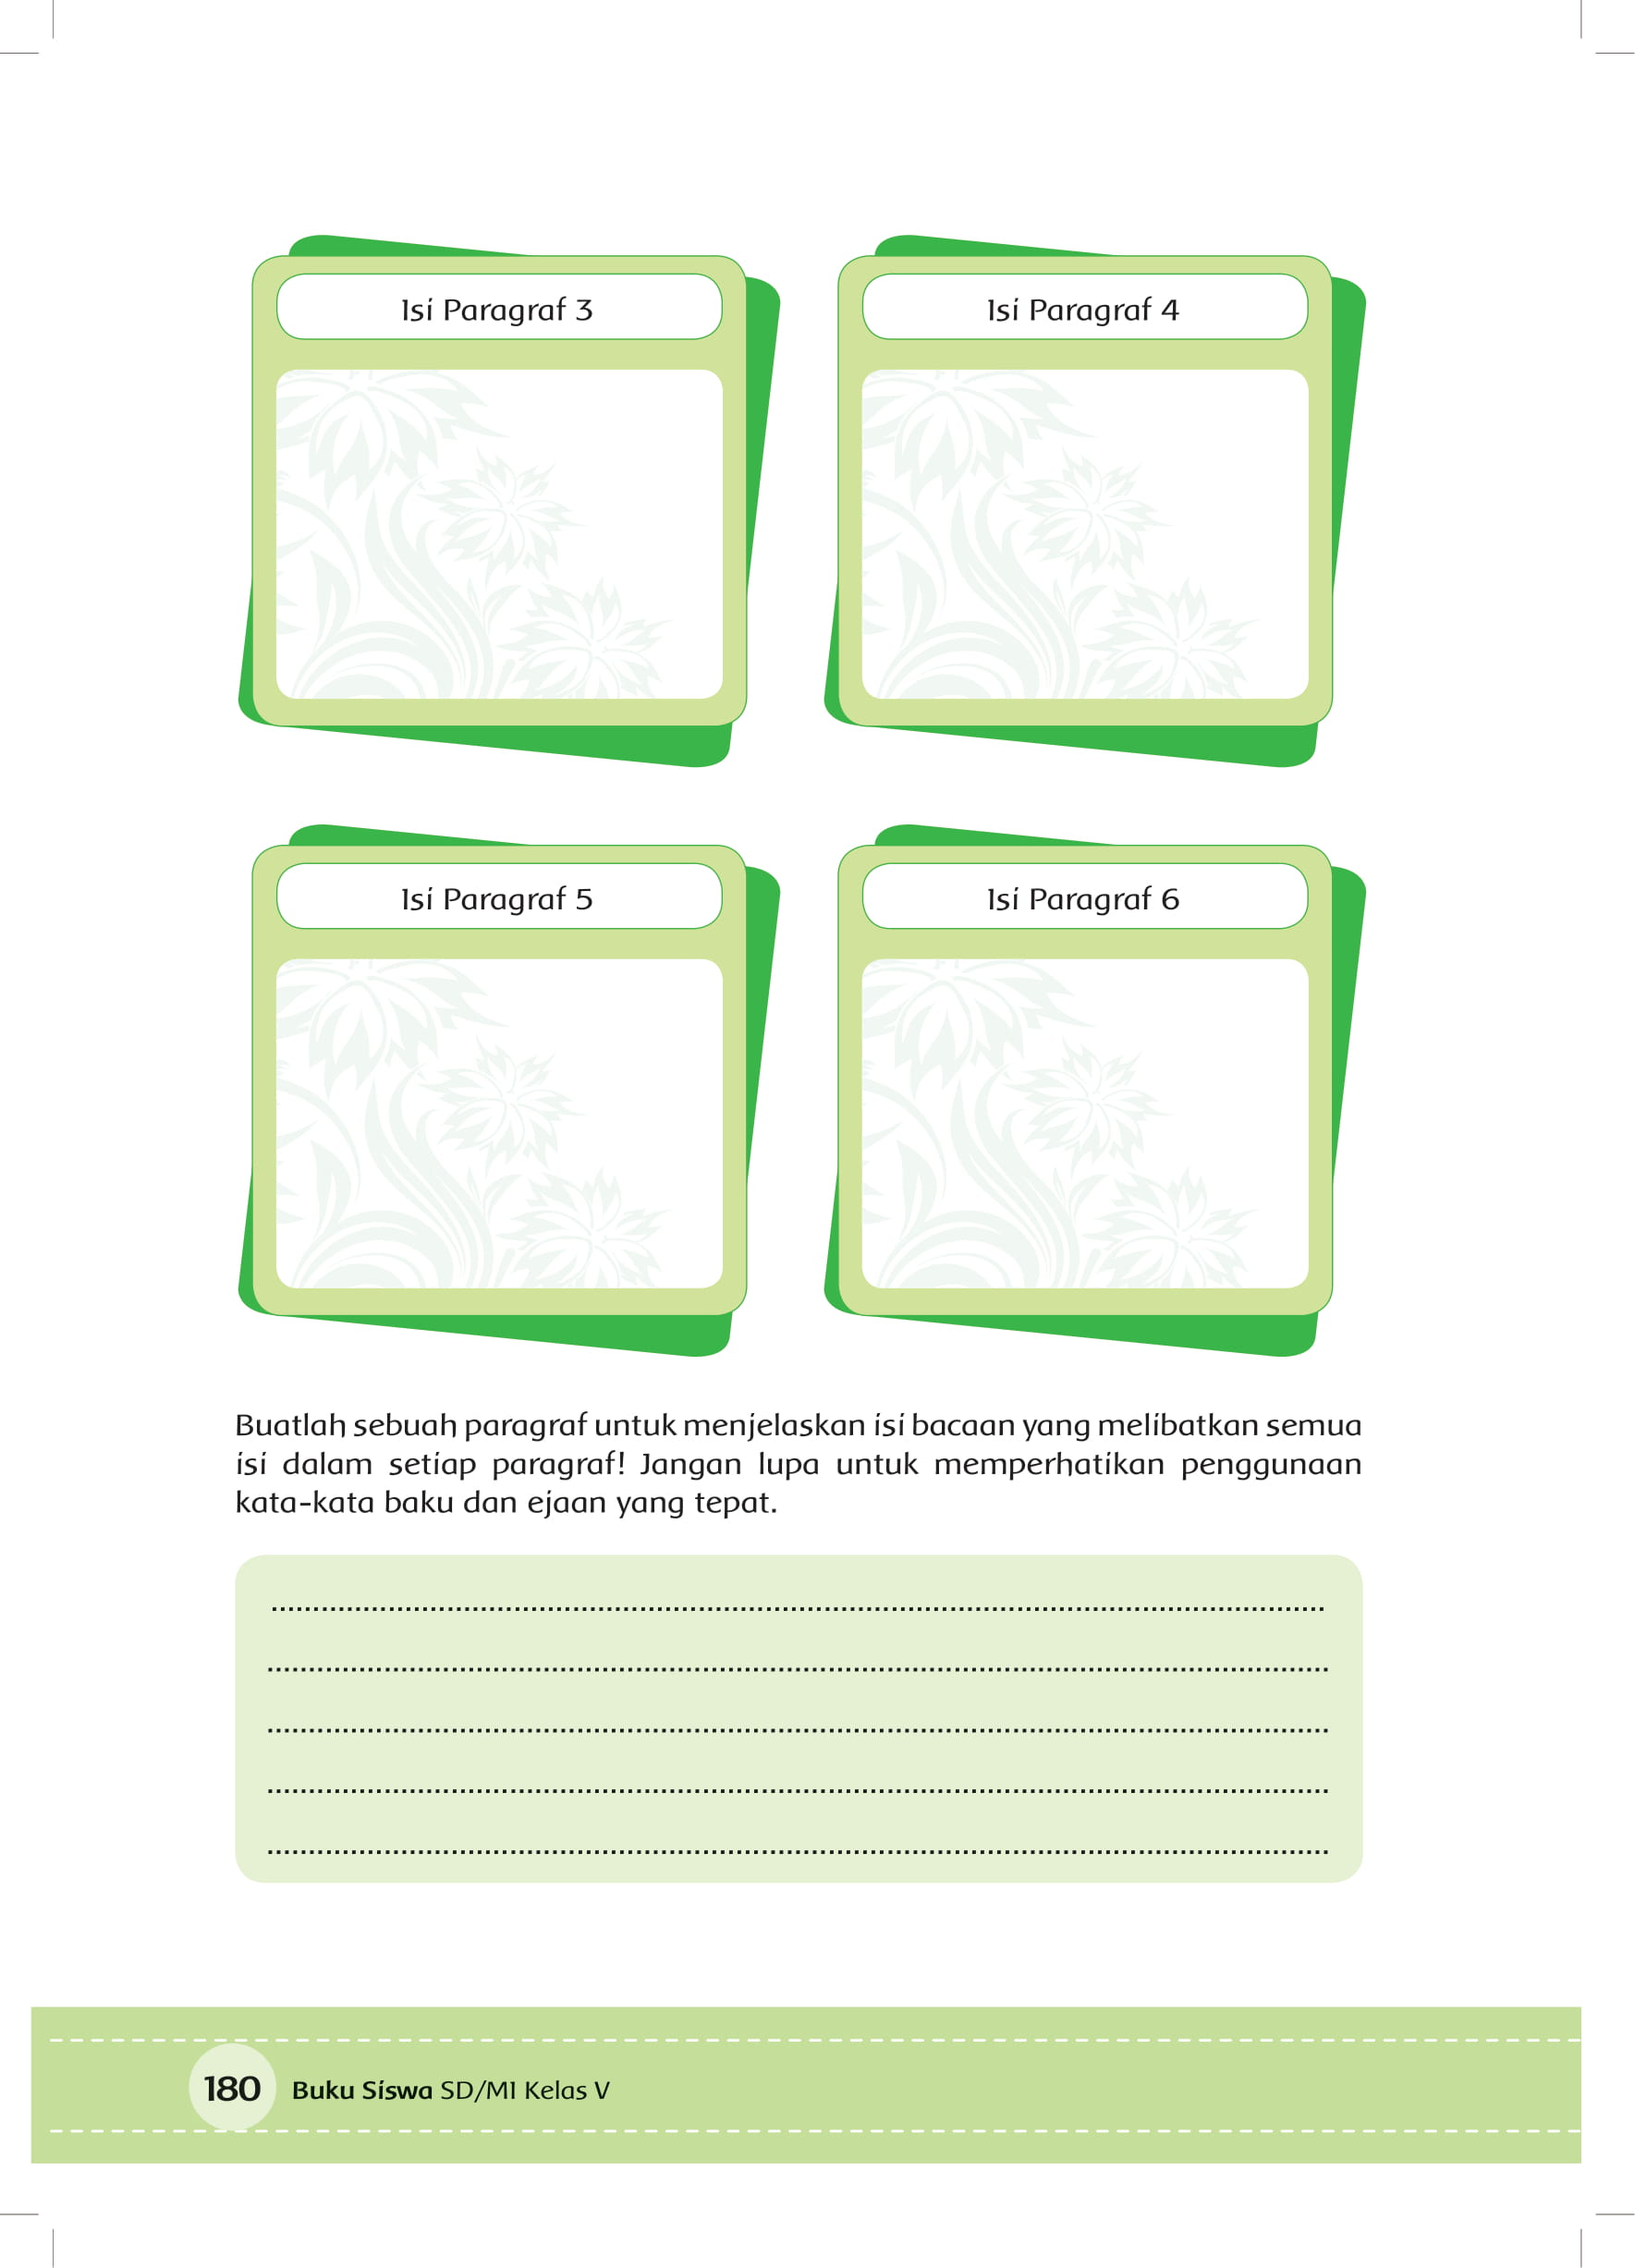 Isi Paragraf 3
Isi Paragraf 4
Isi Paragraf 5
Isi Paragraf 6
Buatlah sebuah paragraf untuk menjelaskan isi bacaan yang melibatkan semua
isi dalam setiap paragraf! Jangan lupa untuk memperhatikan penggunaan
kata-kata baku dan ejaan yang tepat.
180 Buku Siswa SD/MI Kelas V